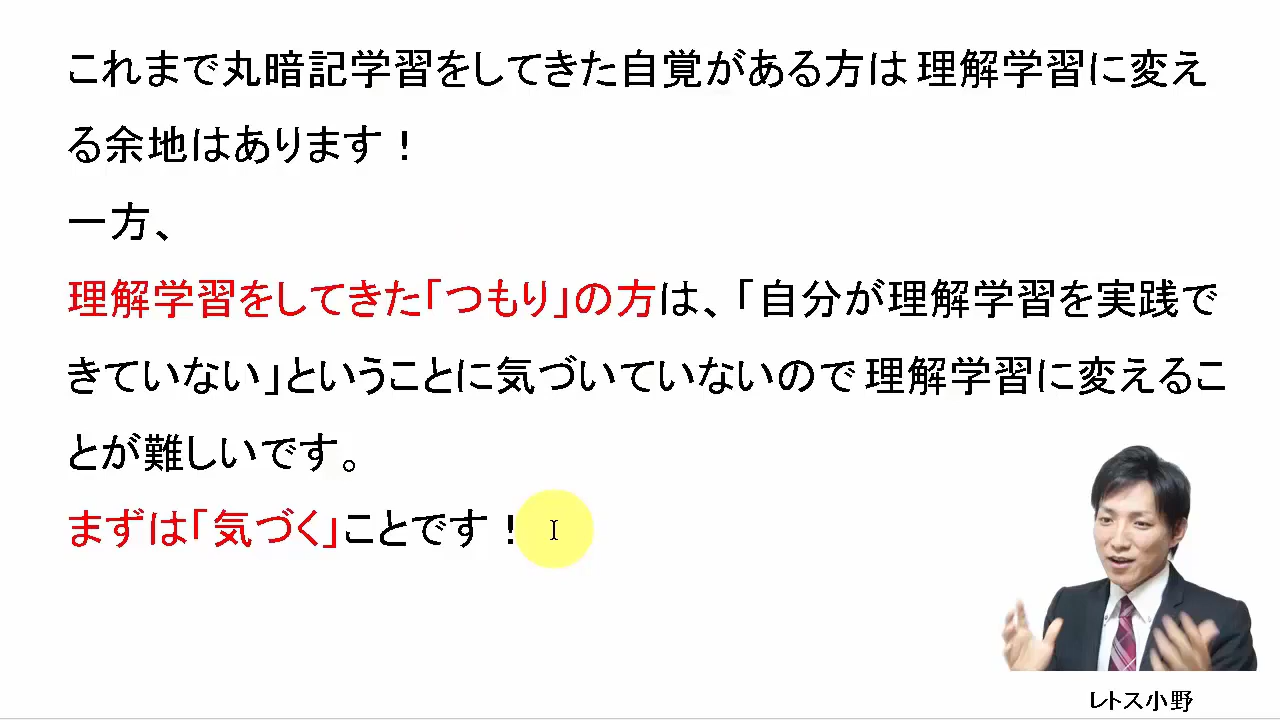 これまで丸暗記学習をしてきた自覚がある方は理解学習に変え
る余地はあります！
一方、
理解学習をしてきた「つもり」の方は、「自分が理解学習を実践で
きていない」ということに気づいていないので理解学習に変えるこ
とが難しいです。
まずは「気づく」ことです！
レトス小野